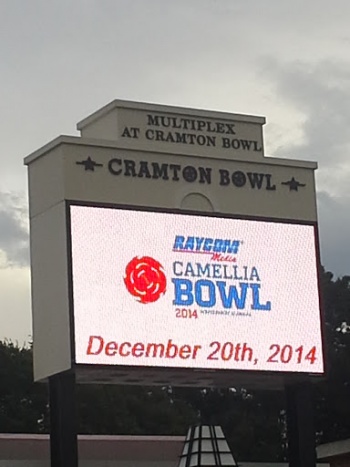 MULTIPLEX
AT CRAMTON BOWL
CRAMTON BOWL
RAYCOM
Media
CAMELLIA
BOWL
2014
December 20th, 2014